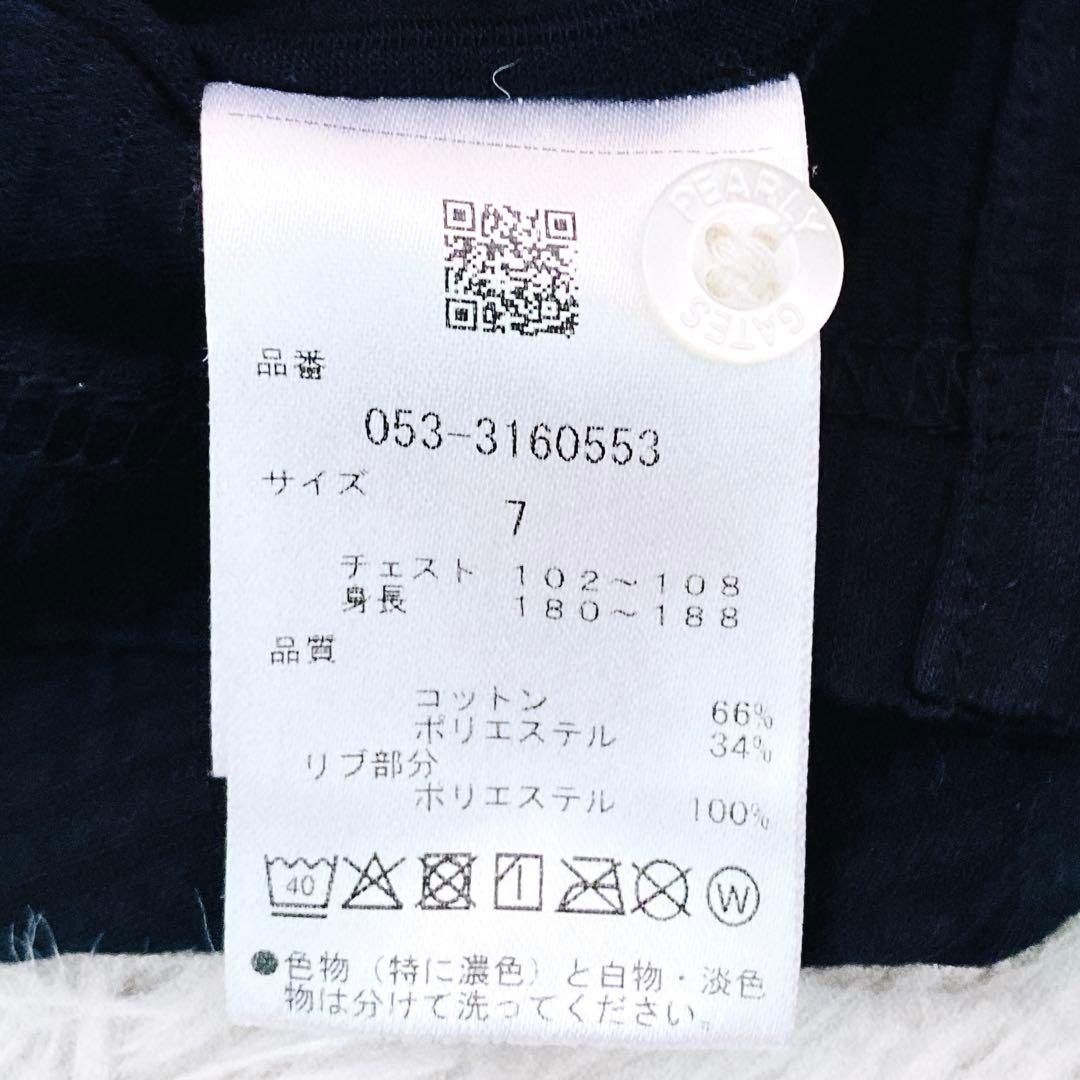 PEARLY
GATES
品番
053-3160553
サイズ
7
チェスト 102~108
身長 180~188
品質
コットン 66%
ポリエステル 34%
リブ部分
ポリエステル 100%
40
W
●色物(特に濃色)と白物・淡色
物は分けて洗ってください。